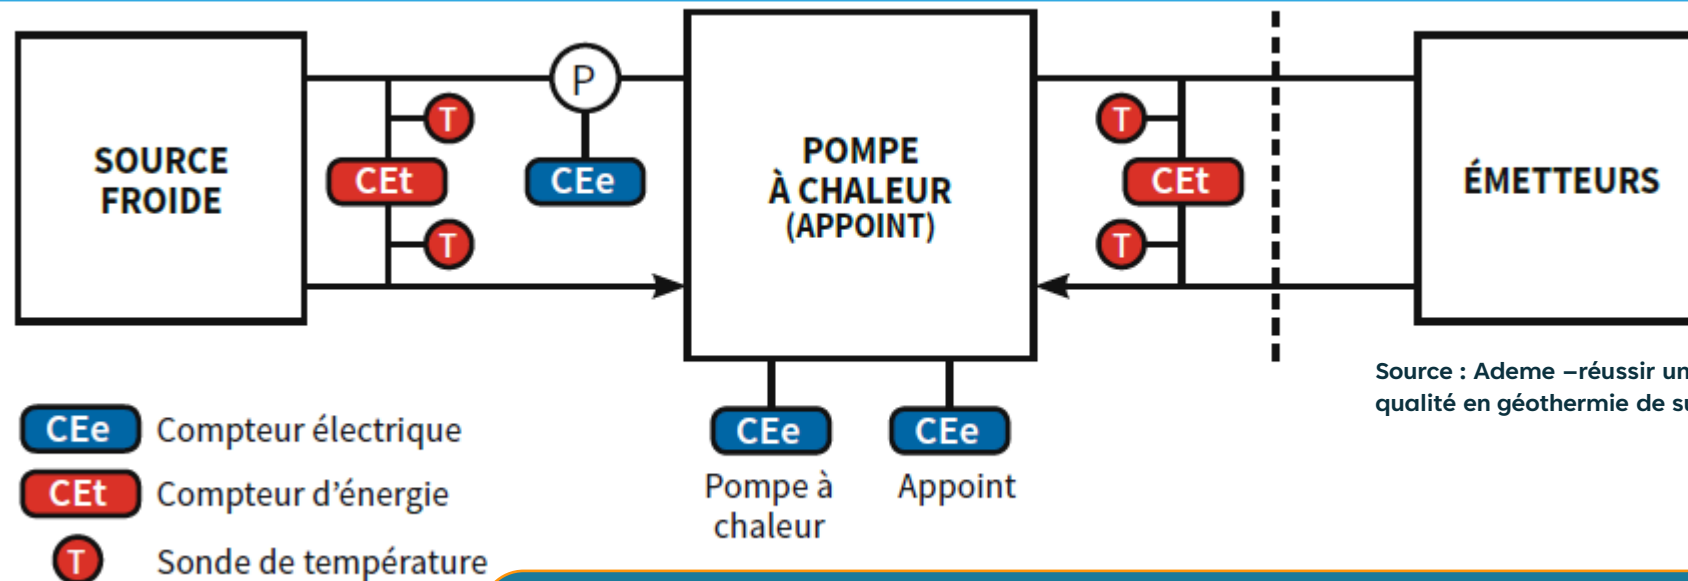 SOURCE
FROIDE
T
CEt
T
P
CEe
POMPE
À CHALEUR
(APPOINT)
T
CEt
T
ÉMETTEURS
CEe
Pompe à
chaleur
CEe
Appoint
Source : Ademe –réussir un
qualité en géothermie de su
CEe Compteur électrique
CEt Compteur d’énergie
T Sonde de température